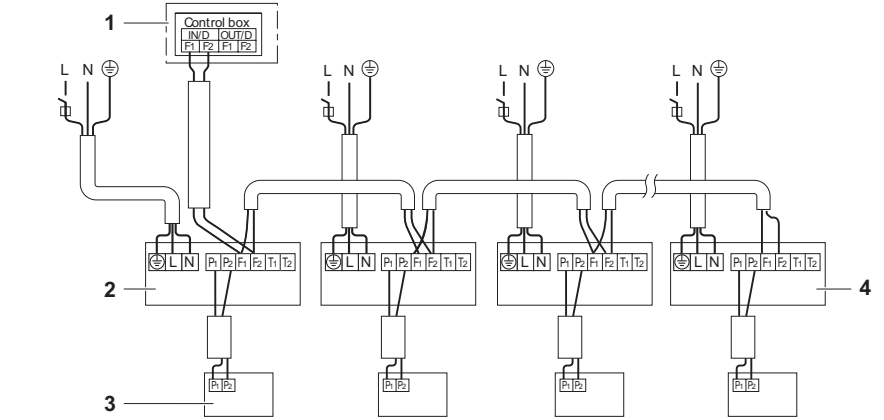 1
Control box
IN/D OUT/D
F1 F2 F1 F2
L N
L N
L N
L N
L N P1 P2 F1 F2 T1 T2
L N P1 P2 F1 F2 T1 T2
L N P1 P2 F1 F2 T1 T2
L N P1 P2 F1 F2 T1 T2
2
4
P1 P2
P1 P2
P1 P2
P1 P2
3